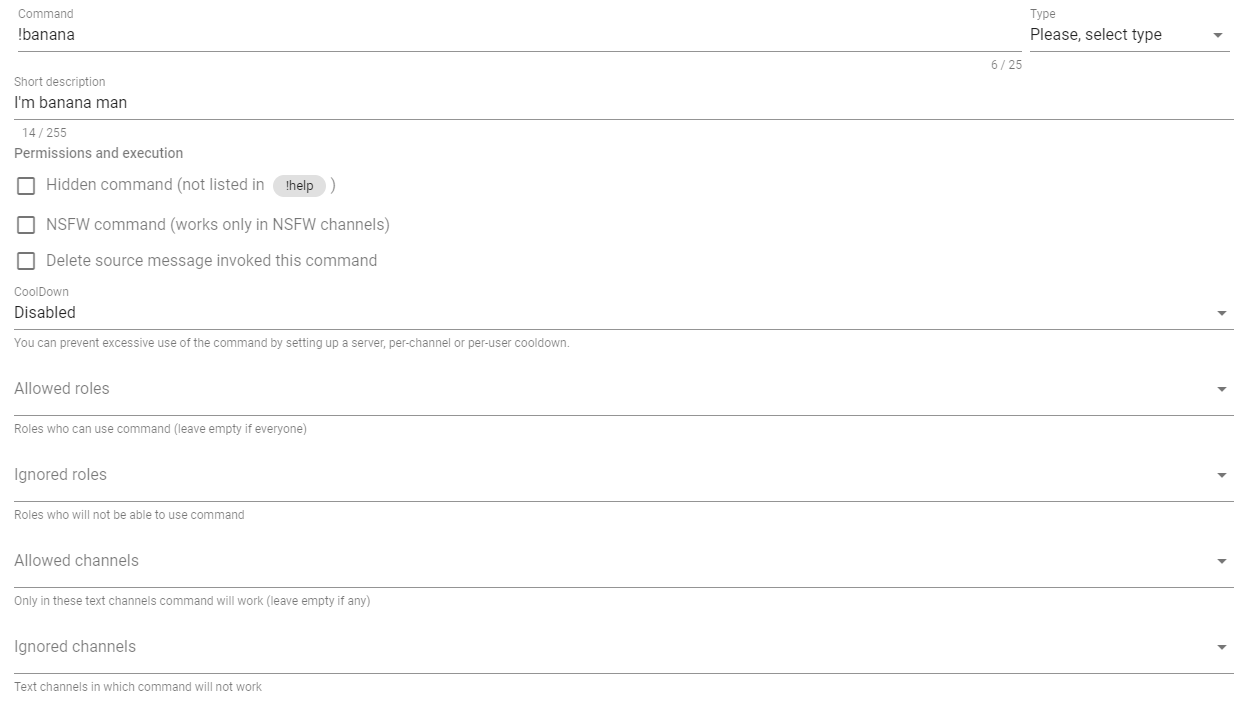 Command
Type
!banana
Please, select type
6 / 25
Short description
I'm banana man
14 / 255
Permissions and execution
Hidden command (not listed in !help )
NSFW command (works only in NSFW channels)
Delete source message invoked this command
CoolDown
Disabled
You can prevent excessive use of the command by setting up a server, per-channel or per-user cooldown.
Allowed roles
Roles who can use command (leave empty if everyone)
Ignored roles
Roles who will not be able to use command
Allowed channels
Only in these text channels command will work (leave empty if any)
Ignored channels
Text channels in which command will not work